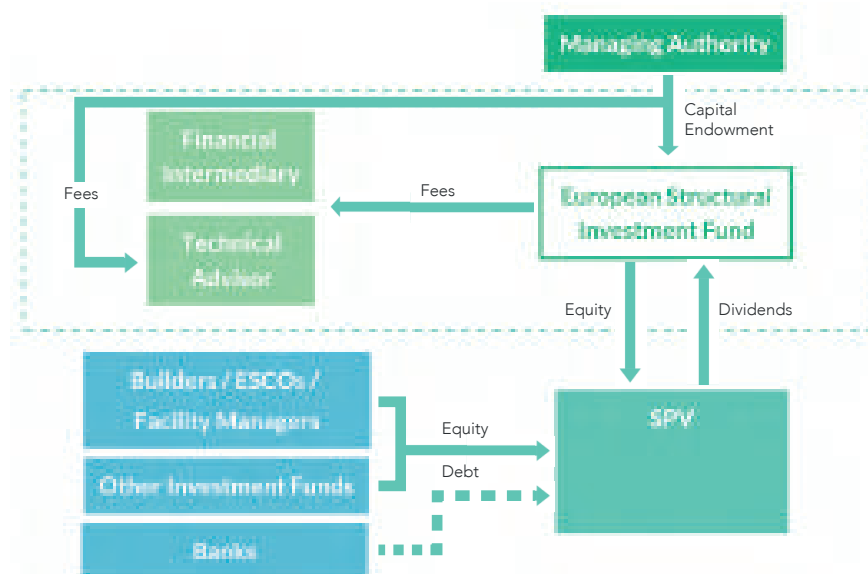 Managing Authority
Capital
Endowment
Financial
Intermediary
Fees
Fees
European Structural
Investment Fund
Technical
Advisor
Equity
Dividends
Builders / ESCOs /
Facility Managers
SPV
Equity
Debt
Other Investment Funds
Banks